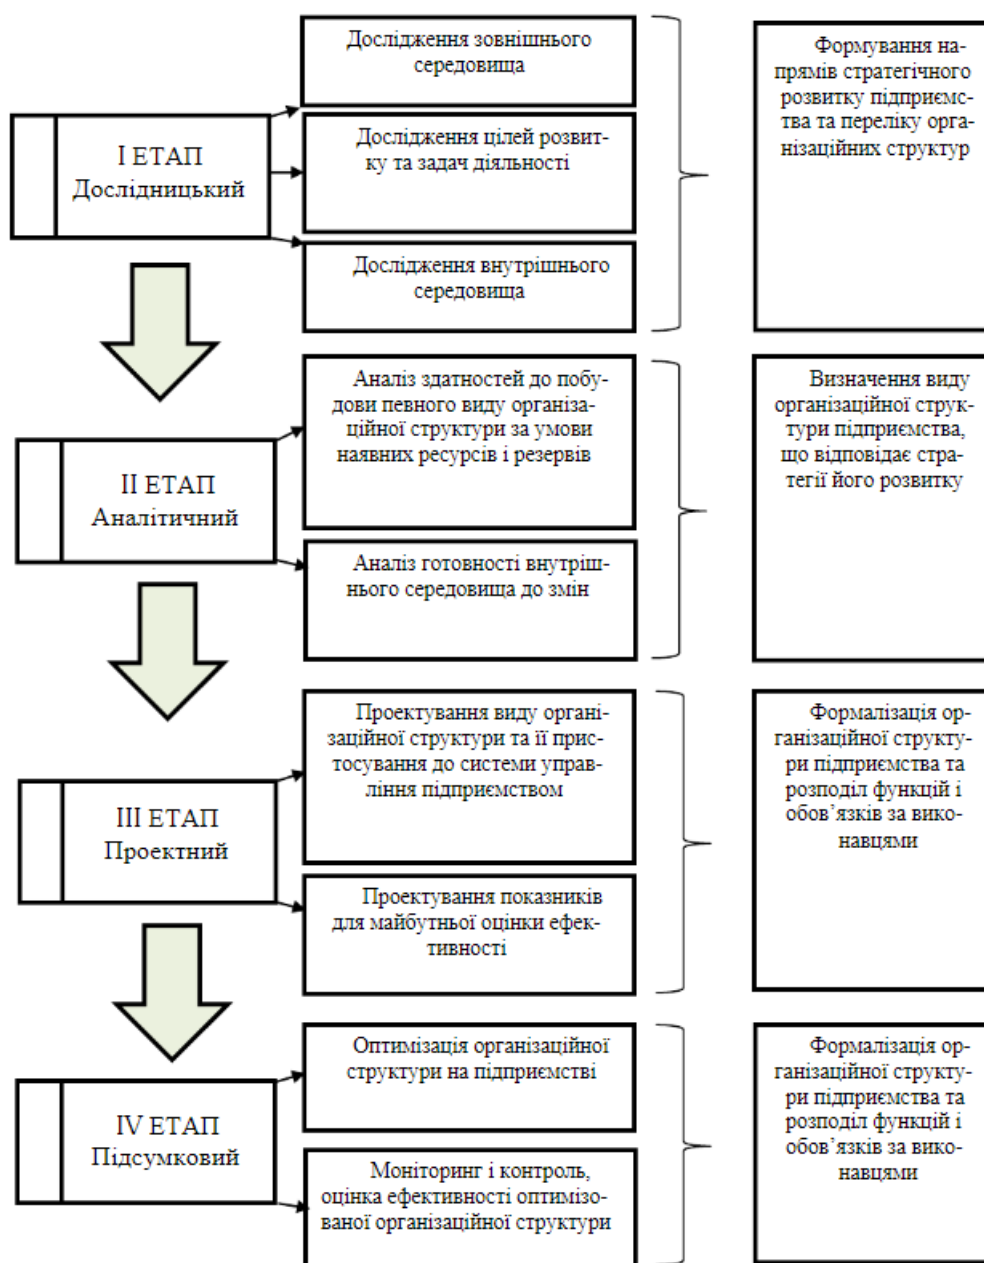 Дослідження зовнішнього
середовища
І ЕТАП
Дослідницький
Дослідження цілей розвит-
ку та задач діяльності
Дослідження внутрішнього
середовища
Формування на-
прямів стратегічного
розвитку підприємс-
тва та переліку орга-
нізаційних структур
ІІ ЕТАП
Аналітичний
Аналіз здатностей до побу-
дови певного виду організа-
ційної структури за умови
наявних ресурсів і резервів
Аналіз готовності внутріш-
нього середовища до змін
Визначення виду
організаційної струк-
тури підприємства,
що відповідає стра-
тегії його розвитку
ІІІ ЕТАП
Проектний
Проектування виду органі-
заційної структури та її прис-
тосування до системи управ-
ління підприємством
Проектування показників
для майбутньої оцінки ефек-
тивності
Формалізація ор-
ганізаційної структу-
ри підприємства та
розподіл функцій і
обов’язків за вико-
навцями
IV ЕТАП
Підсумковий
Оптимізація організаційної
структури на підприємстві
Моніторинг і контроль,
оцінка ефективності оптимізо-
ваної організаційної структури
Формалізація ор-
ганізаційної структу-
ри підприємства та
розподіл функцій і
обов’язків за вико-
навцями